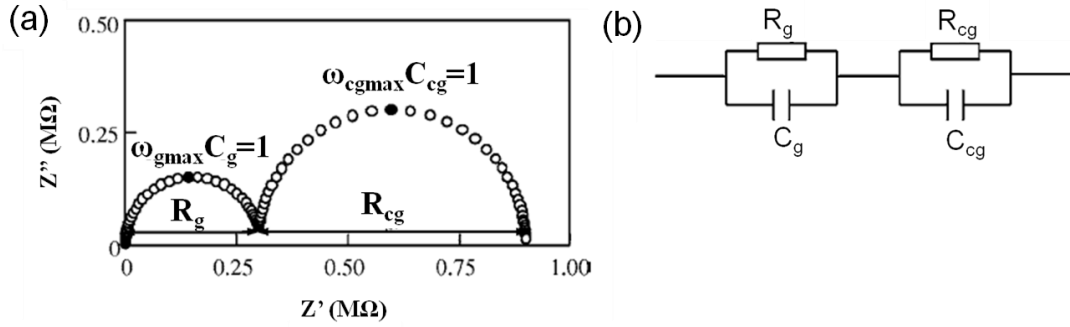 (a)
0.50
0.25
0
Z’’ (MΩ)
ω_gmax C_g=1
ω_cgmax C_cg=1
R_g
R_cg
0 0.25 0.50 0.75 1.00
Z’ (MΩ)
(b)
R_g
C_g
R_cg
C_cg